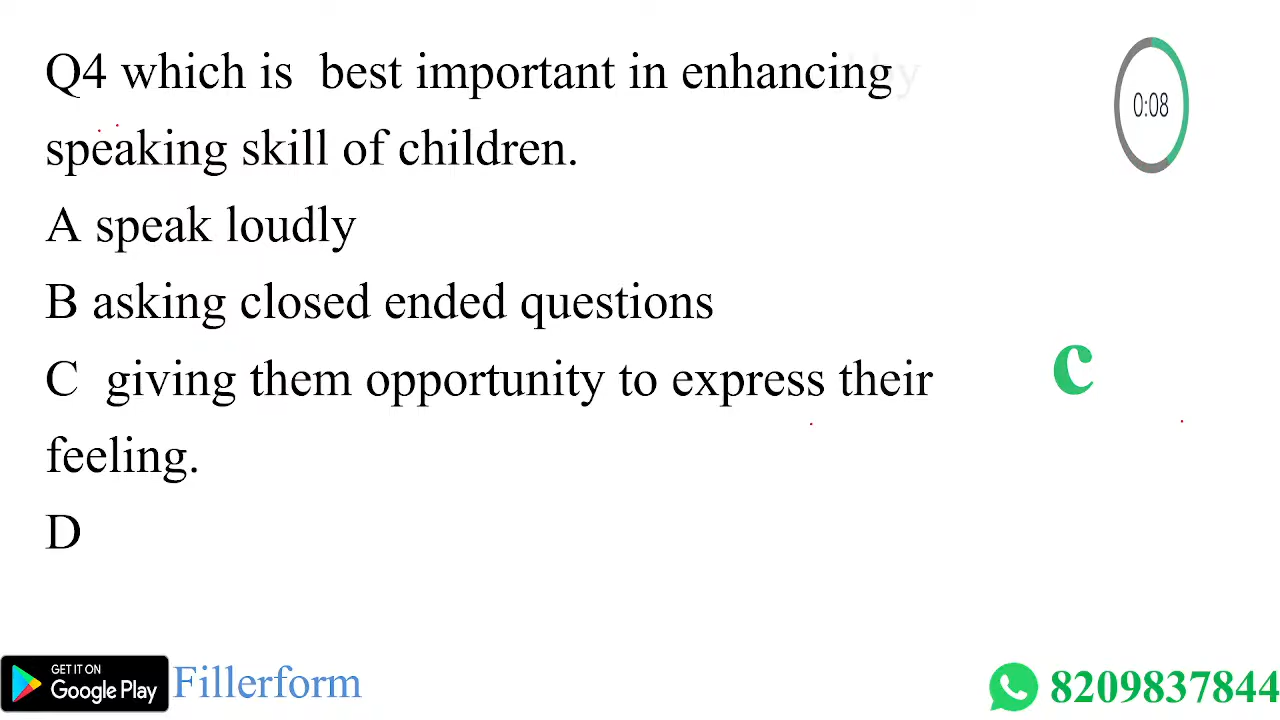 Q4 which is best important in enhancing
0:08
speaking skill of children.
A speak loudly
B asking closed ended questions
C giving them opportunity to express their
c
feeling.
D
GET IT ON
Google Play
Fillerform
8209837844